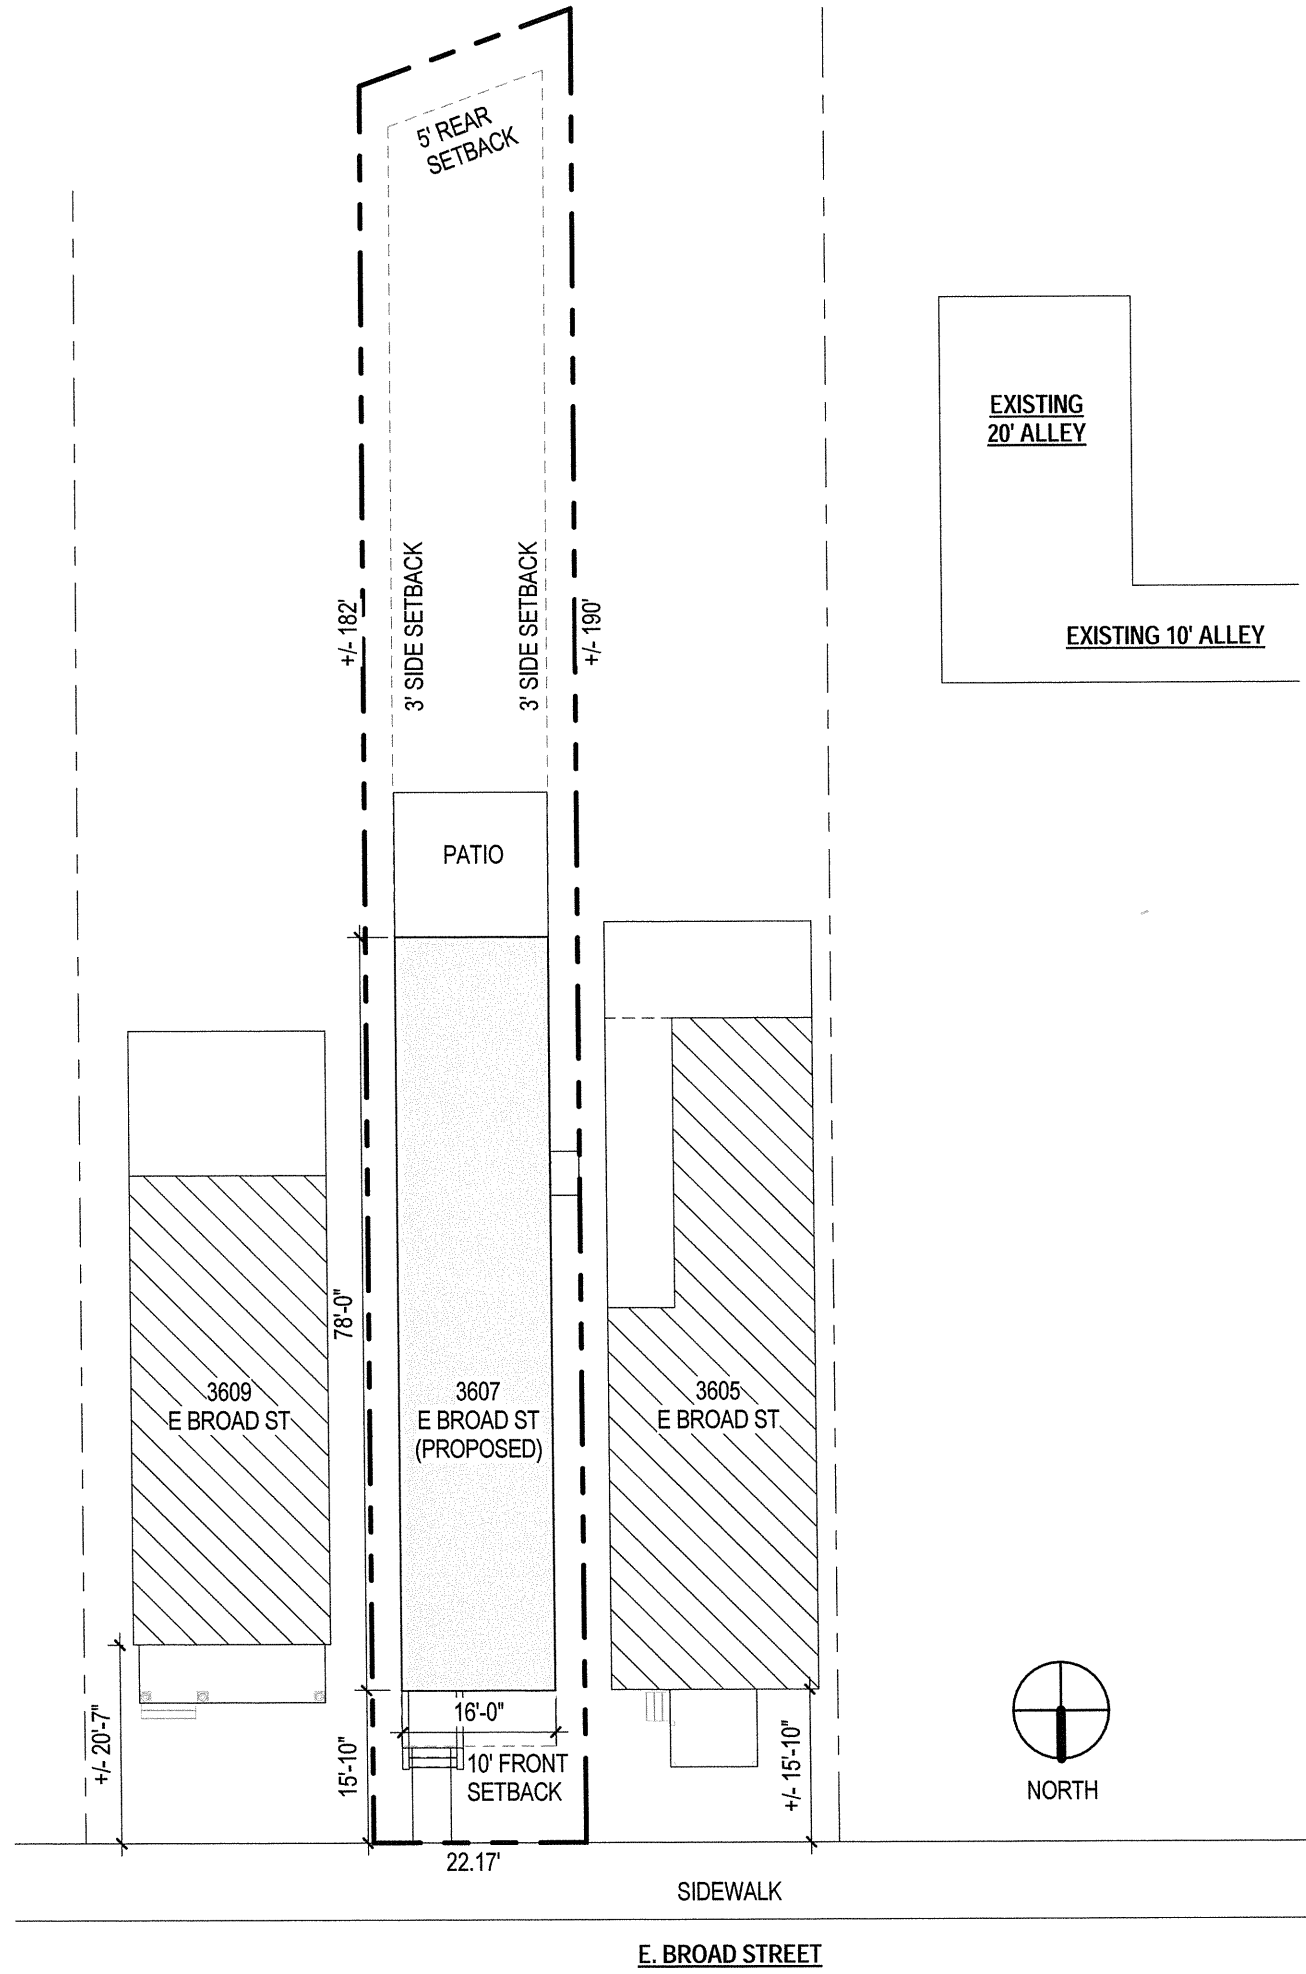 5' REAR
SETBACK
EXISTING
20' ALLEY
+/- 182'
3' SIDE SETBACK
3' SIDE SETBACK
+/- 190'
EXISTING 10' ALLEY
PATIO
78'-0"
3609
E BROAD ST
3607
E BROAD ST
(PROPOSED)
3605
E BROAD ST
+/- 20'-7"
15'-10"
16'-0"
10' FRONT
SETBACK
+/- 15'-10"
NORTH
22.17'
SIDEWALK
E. BROAD STREET